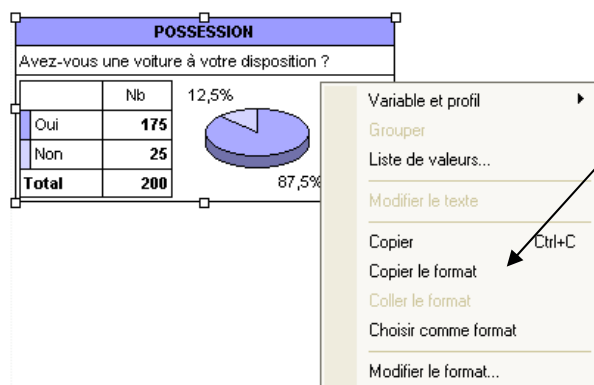 POSSESSION
Avez-vous une voiture à votre disposition ?
Nb
Oui 175
Non 25
Total 200
12,5%
87,5%
Variable et profil
Grouper
Liste de valeurs...
Modifier le texte
Copier Ctrl+C
Copier le format
Coller le format
Choisir comme format
Modifier le format...